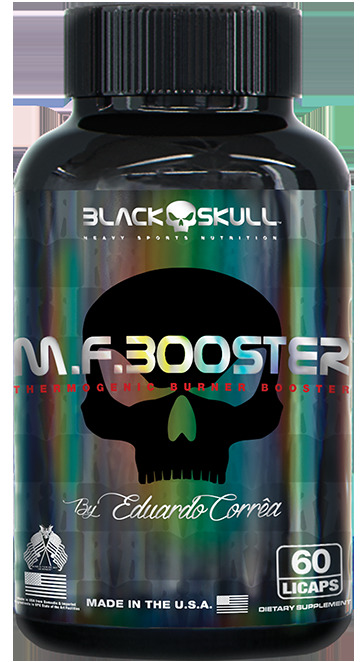 BLACK SKULL
HEAVY SPORTS NUTRITION
M.F.BOOSTER
THERMOGENIC BURNER BOOSTER
By Eduardo Corrêa
60
LICAPS
MADE IN THE U.S.A.
DIETARY SUPPLEMENT